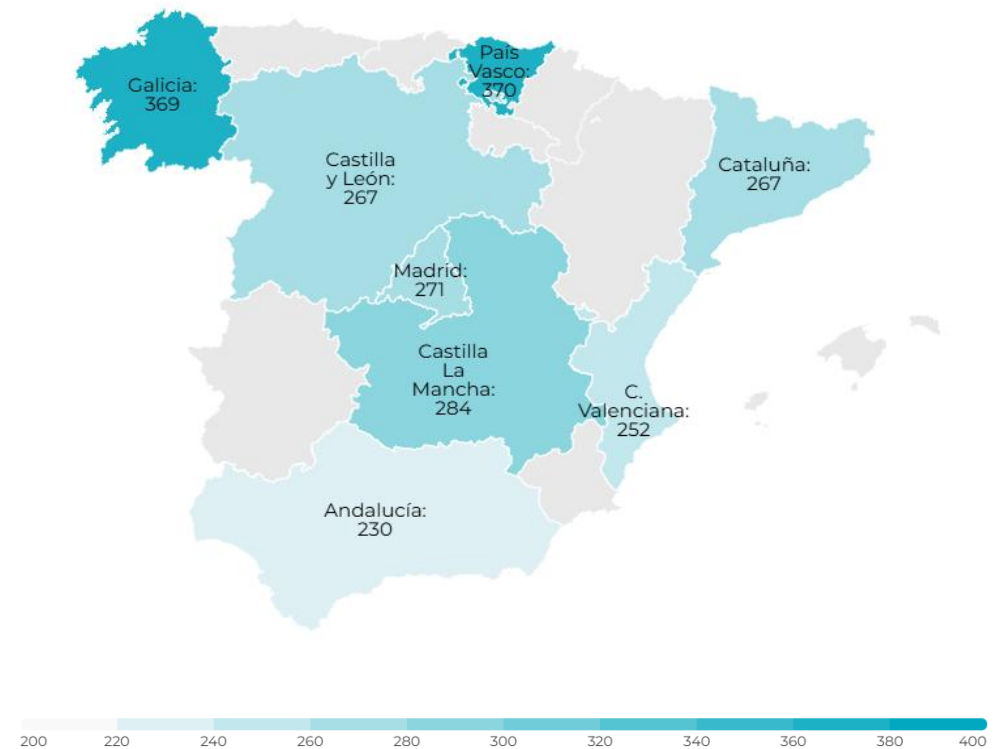 País
Vasco:
370
Galicia:
369
Castilla
y León:
267
Cataluña:
267
Madrid:
271
Castilla
La
Mancha:
284
C.
Valenciana:
252
Andalucía:
230
200 220 240 260 280 300 320 340 360 380 400